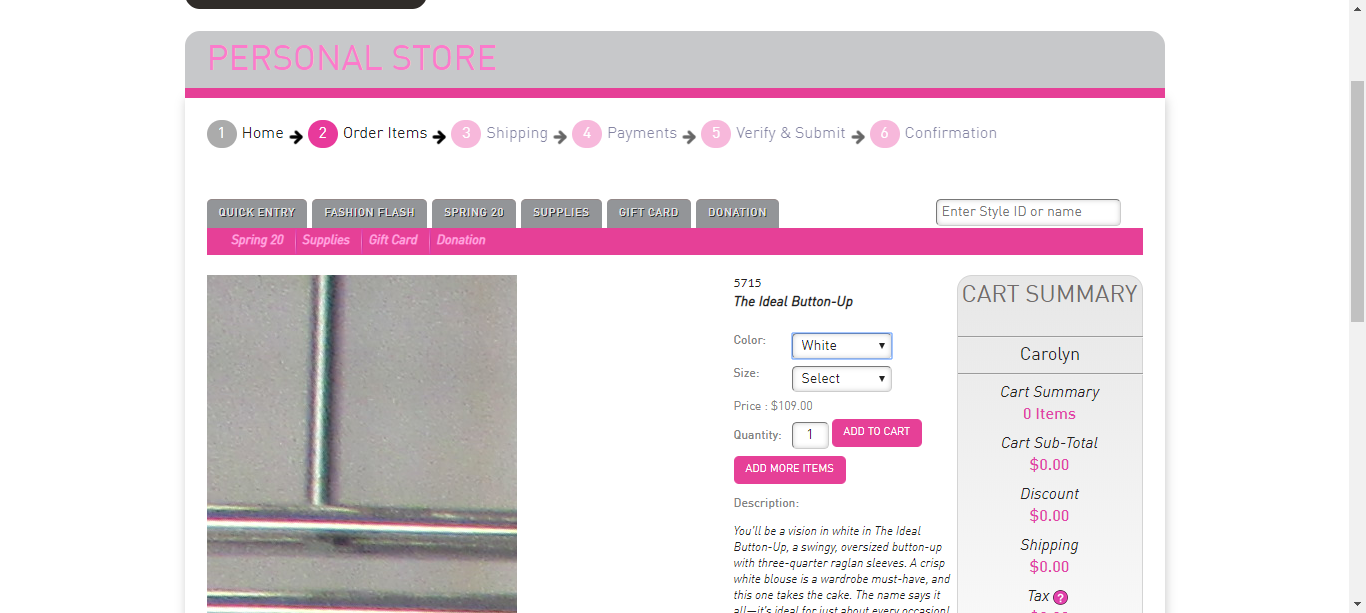 PERSONAL STORE
1 Home 2 Order Items 3 Shipping 4 Payments 5 Verify & Submit 6 Confirmation
QUICK ENTRY FASHION FLASH SPRING 20 SUPPLIES GIFT CARD DONATION
Enter Style ID or name
Spring 20 Supplies Gift Card Donation
5715
The Ideal Button-Up
Color: White
Size: Select
Price : $109.00
Quantity: 1 ADD TO CART
ADD MORE ITEMS
Description:
You'll be a vision in white in The Ideal
Button-Up, a swingy, oversized button-up
with three-quarter raglan sleeves. A crisp
white blouse is a wardrobe must-have, and
this one takes the cake. The name says it
all—it's ideal for just about every occasion!
CART SUMMARY
Carolyn
Cart Summary
0 Items
Cart Sub-Total
$0.00
Discount
$0.00
Shipping
$0.00
Tax ?